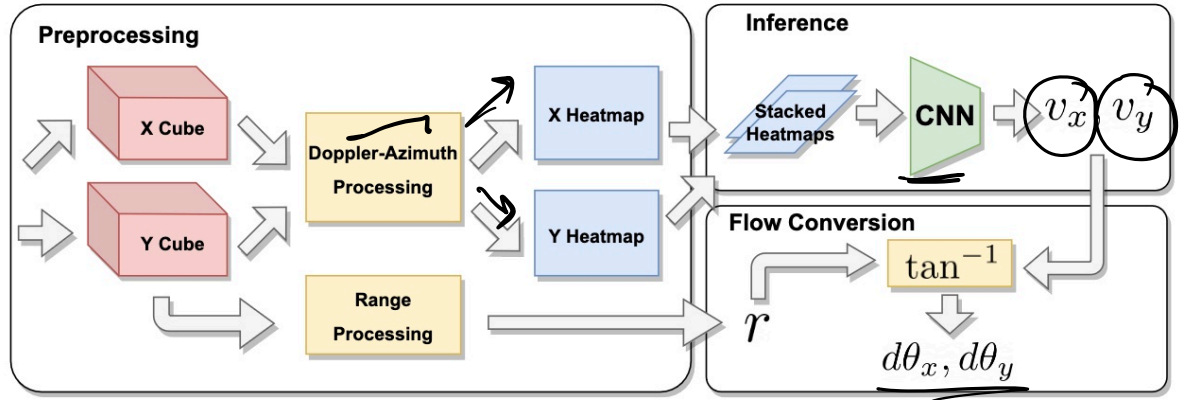 Preprocessing
X Cube
Y Cube
Doppler-Azimuth
Processing
Range
Processing
X Heatmap
Y Heatmap
Inference
Stacked
Heatmaps
CNN
v_x, v_y
Flow Conversion
tan⁻¹
r
dθ_x, dθ_y